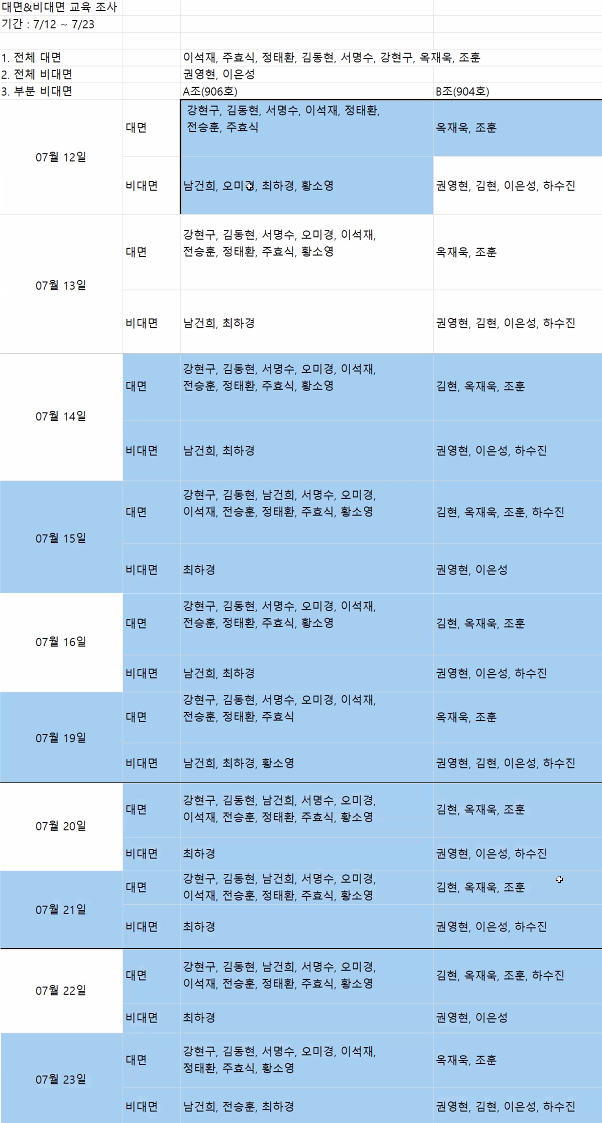 대면&비대면 교육 조사
기간 : 7/12 ~ 7/23
1. 전체 대면 이석재, 주효식, 정태환, 김동현, 서명수, 강현구, 옥재욱, 조훈
2. 전체 비대면 권영현, 이은성
3. 부분 비대면 A조(906호) B조(904호)
07월 12일
대면
강현구, 김동현, 서명수, 이석재, 정태환,
전승훈, 주효식
옥재욱, 조훈
비대면 남건희, 오미경, 최하경, 황소영 권영현, 김현, 이은성, 하수진
07월 13일
대면
강현구, 김동현, 서명수, 오미경, 이석재,
전승훈, 정태환, 주효식, 황소영
옥재욱, 조훈
비대면 남건희, 최하경 권영현, 김현, 이은성, 하수진
07월 14일
대면
강현구, 김동현, 서명수, 오미경, 이석재,
전승훈, 정태환, 주효식, 황소영
김현, 옥재욱, 조훈
비대면 남건희, 최하경 권영현, 이은성, 하수진
07월 15일
대면
강현구, 김동현, 남건희, 서명수, 오미경,
이석재, 전승훈, 정태환, 주효식, 황소영
김현, 옥재욱, 조훈, 하수진
비대면 최하경 권영현, 이은성
07월 16일
대면
강현구, 김동현, 서명수, 오미경, 이석재,
전승훈, 정태환, 주효식, 황소영
김현, 옥재욱, 조훈
비대면 남건희, 최하경 권영현, 이은성, 하수진
07월 19일
대면
강현구, 김동현, 서명수, 오미경, 이석재,
전승훈, 정태환, 주효식
옥재욱, 조훈
비대면 남건희, 최하경, 황소영 권영현, 김현, 이은성, 하수진
07월 20일
대면
강현구, 김동현, 남건희, 서명수, 오미경,
이석재, 전승훈, 정태환, 주효식, 황소영
김현, 옥재욱, 조훈
비대면 최하경 권영현, 이은성, 하수진
07월 21일
대면
강현구, 김동현, 남건희, 서명수, 오미경,
이석재, 전승훈, 정태환, 주효식, 황소영
김현, 옥재욱, 조훈
비대면 최하경 권영현, 이은성, 하수진
07월 22일
대면
강현구, 김동현, 남건희, 서명수, 오미경,
이석재, 전승훈, 정태환, 주효식, 황소영
김현, 옥재욱, 조훈, 하수진
비대면 최하경 권영현, 이은성
07월 23일
대면
강현구, 김동현, 서명수, 오미경, 이석재,
정태환, 주효식, 황소영
옥재욱, 조훈
비대면 남건희, 전승훈, 최하경 권영현, 김현, 이은성, 하수진